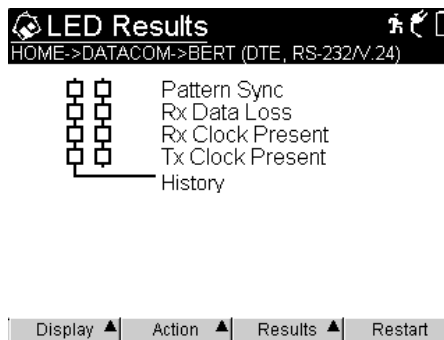 LED Results
HOME->DATACOM->BERT (DTE, RS-232/V.24)
Pattern Sync
Rx Data Loss
Rx Clock Present
Tx Clock Present
History
Display Action Results Restart